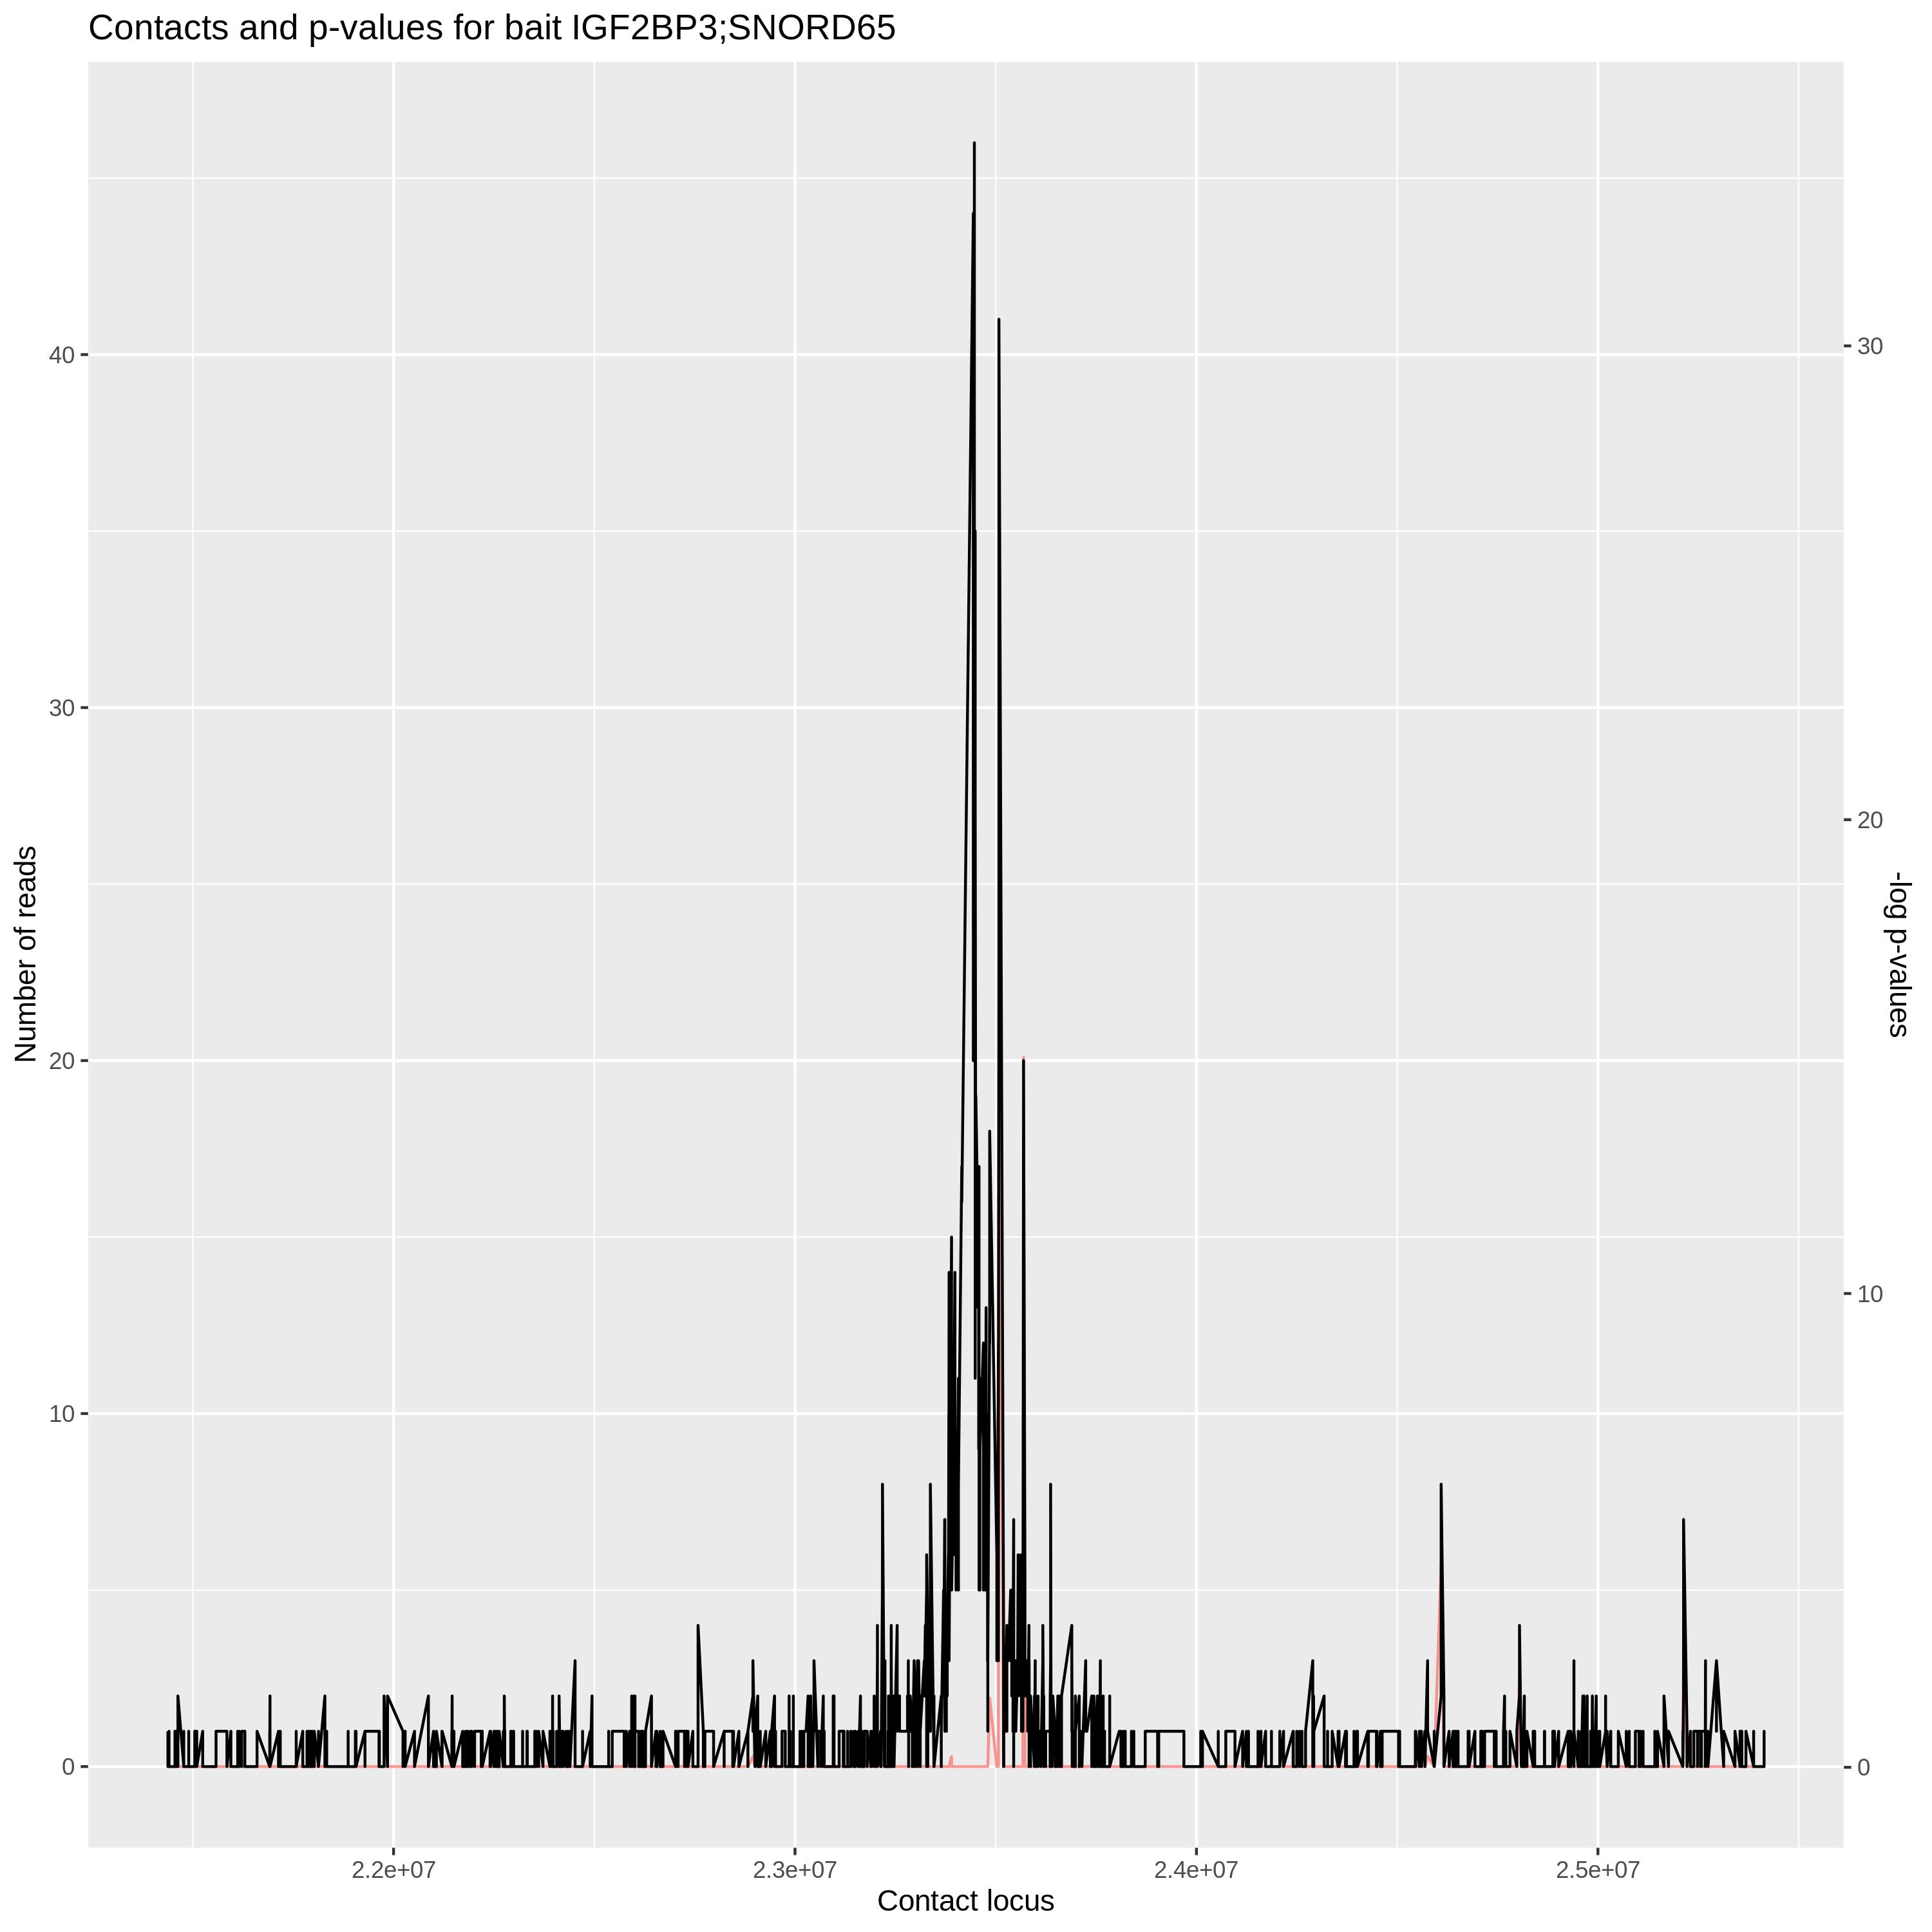 Contacts and p-values for bait IGF2BP3;SNORD65
40
30
20
10
0
Number of reads
30
20
10
0
-log p-values
2.2e+07 2.3e+07 2.4e+07 2.5e+07
Contact locus